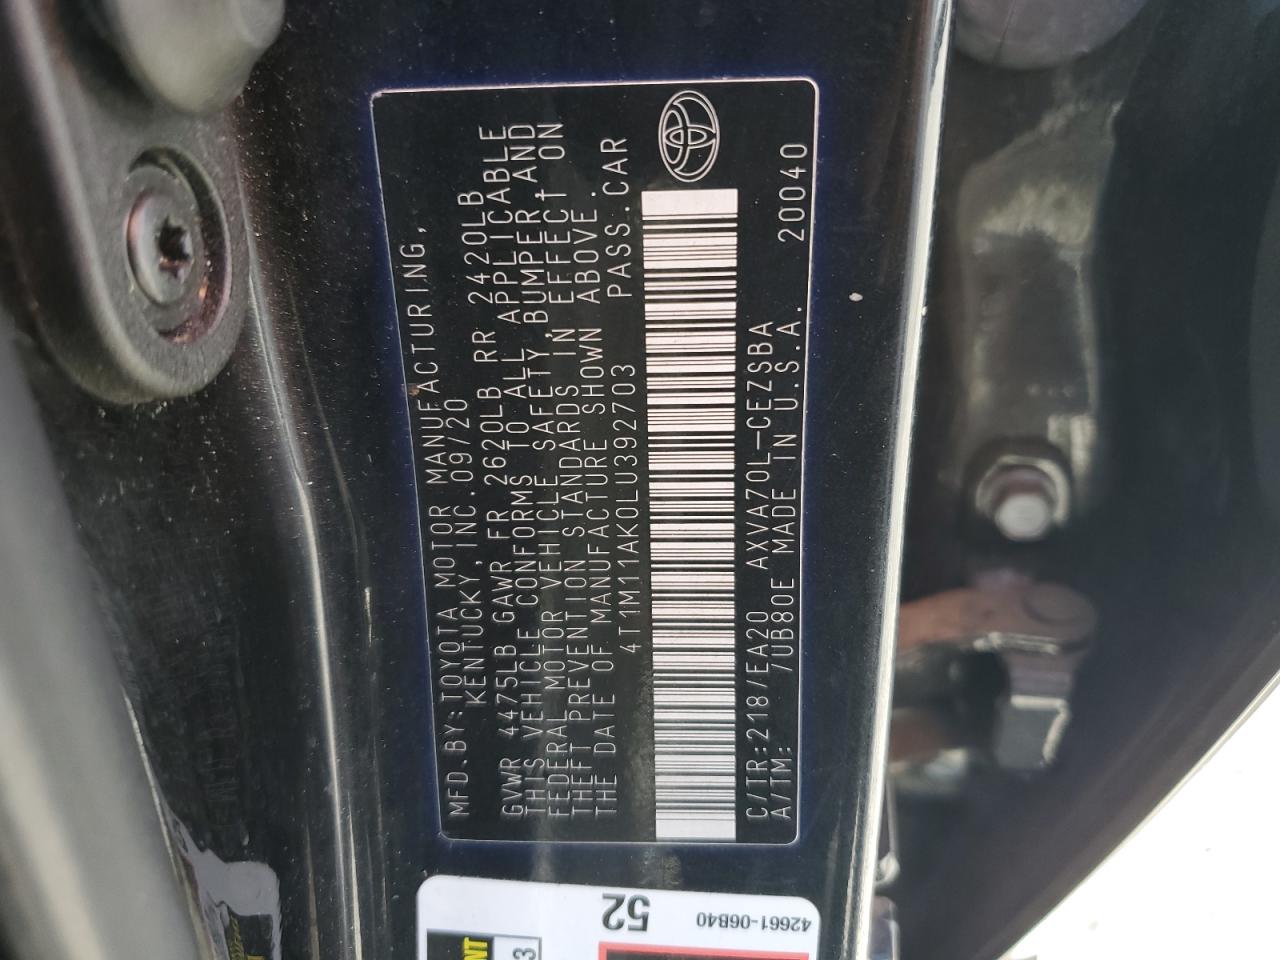 MFD.BY:TOYOTA MOTOR MANUFACTURING,
KENTUCKY,INC.09/20
GVWR 4475LB GAWR FR 2620LB RR 2420LB
THIS VEHICLE CONFORMS TO ALL APPLICABLE
FEDERAL MOTOR VEHICLE SAFETY,BUMPER,AND
THEFT PREVENTION STANDARDS IN EFFECT ON
THE DATE OF MANUFACTURE SHOWN ABOVE.
4T1M11AK0LU392703 PASS.CAR
C/TR:218/EA20 AXVA70L-CEZSBA
A/TM: /UB80E MADE IN U.S.A. 20040
52
42661-06B40
3